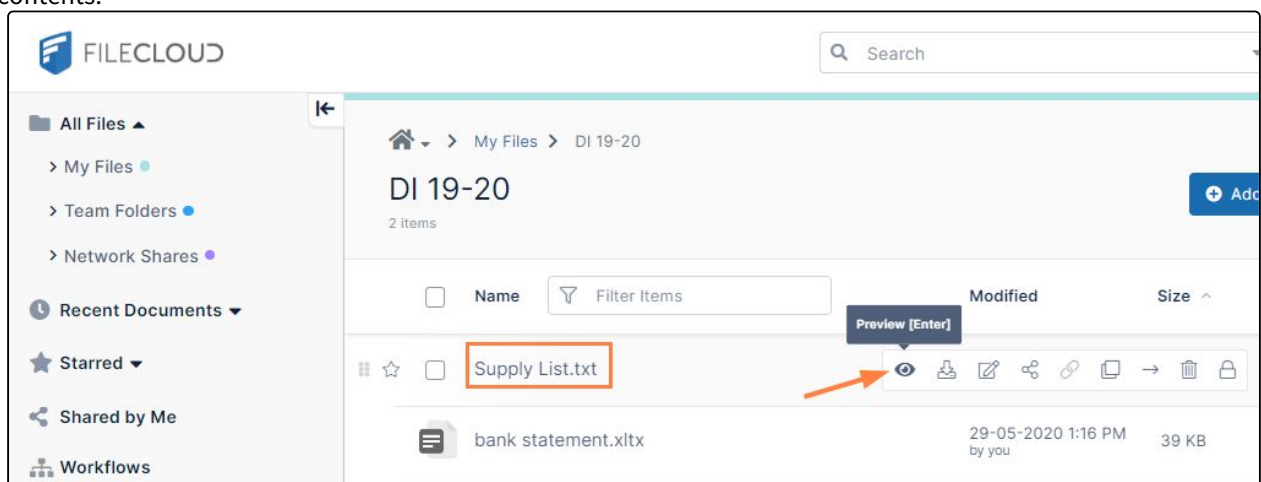 contents.
FILECLOUD
Search
All Files
My Files
Team Folders
Network Shares
Recent Documents
Starred
Shared by Me
Workflows
My Files DI 19-20
DI 19-20
2 items
Add
Name Filter Items Modified Size
Preview [Enter]
Supply List.txt
bank statement.xltx 29-05-2020 1:16 PM 39 KB
by you